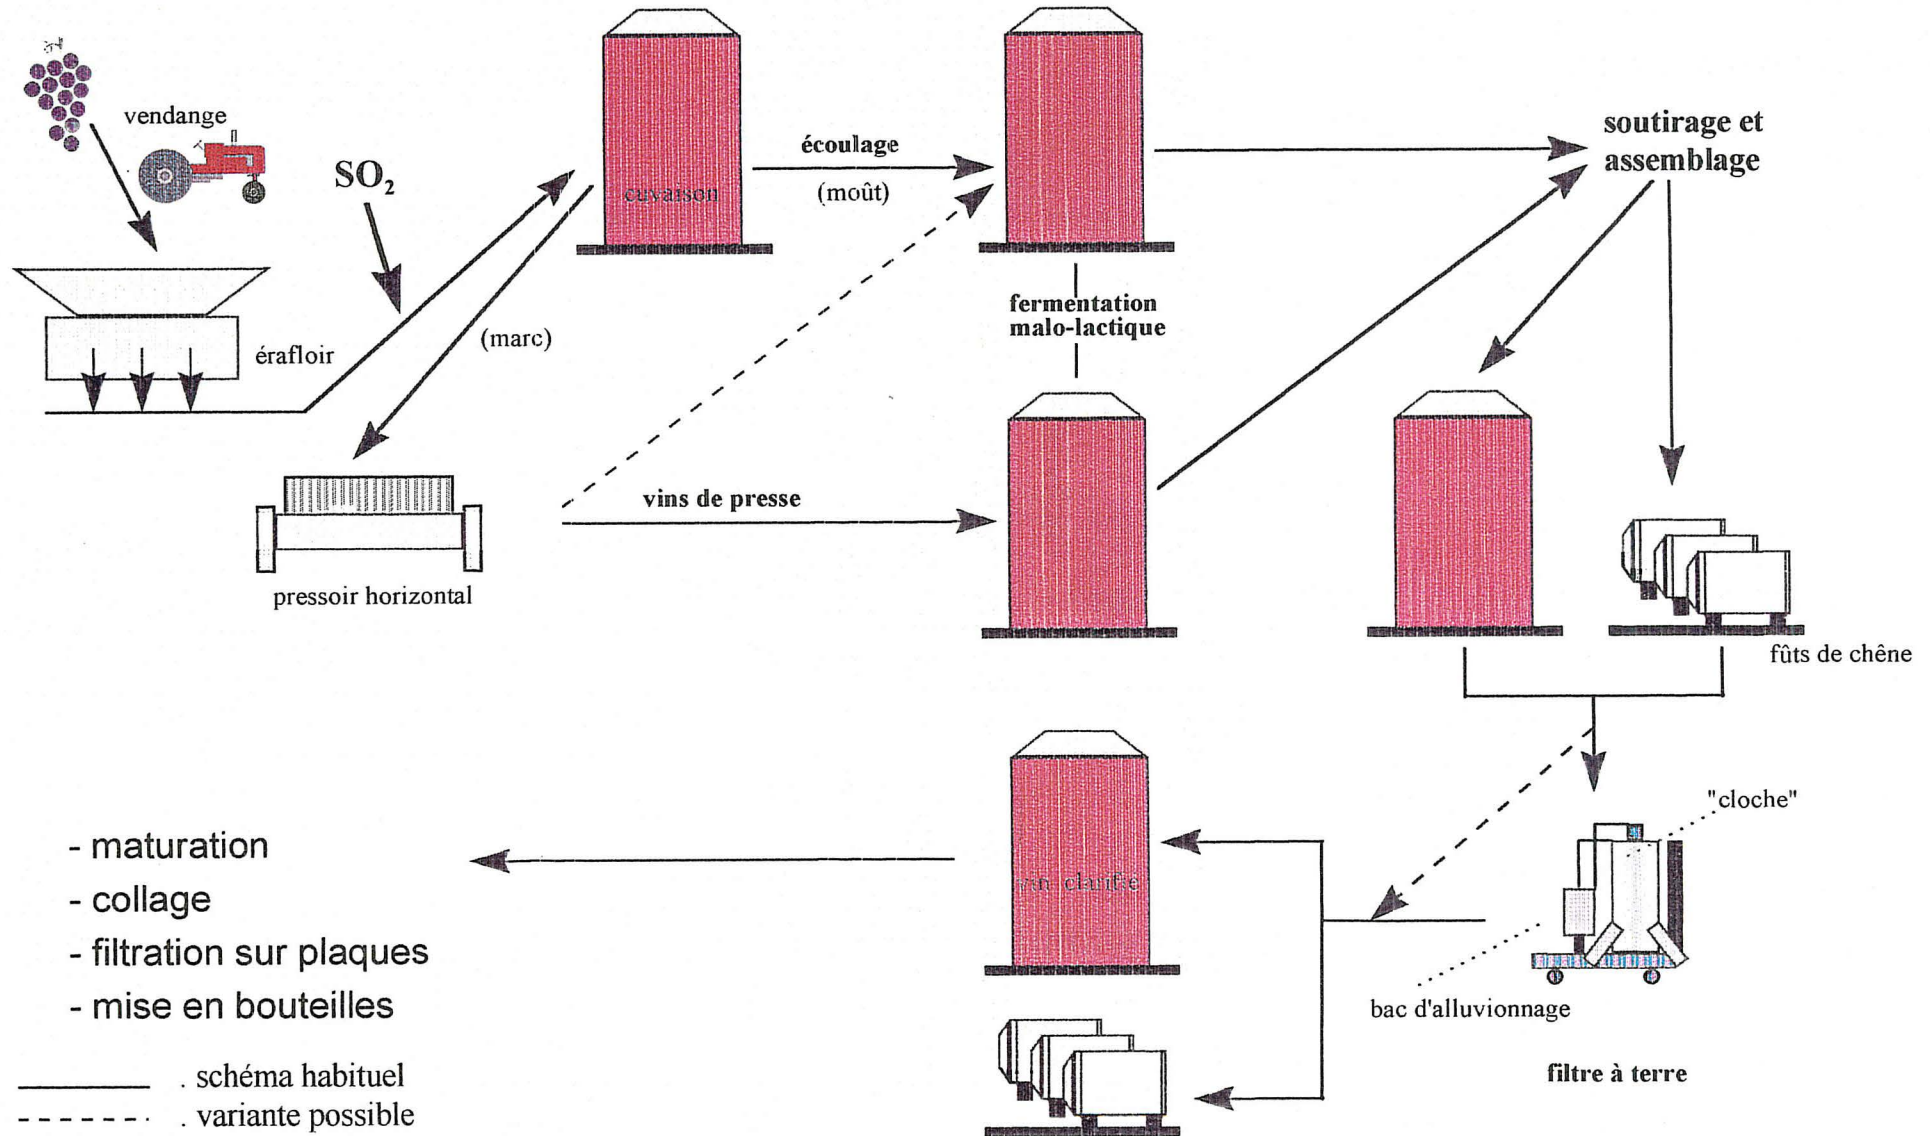 vendange
SO₂
érafloir
cuvaison
écoulage
(moût)
(marc)
pressoir horizontal
vins de presse
fermentation
malo-lactique
soutirage et
assemblage
fûts de chêne
"cloche"
bac d'alluvionnage
filtre à terre
vin clarifié
- maturation
- collage
- filtration sur plaques
- mise en bouteilles
. schéma habituel
. variante possible